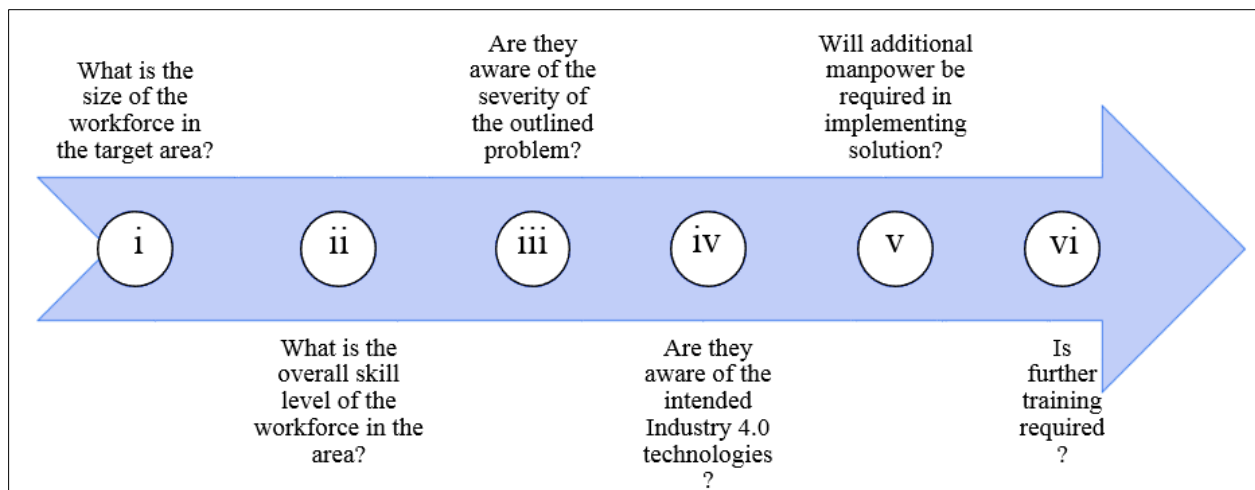 What is the
size of the
workforce in
the target area?
Are they
aware of the
severity of
the outlined
problem?
Will additional
manpower be
required in
implementing
solution?
i
ii
iii
iv
v
vi
What is the
overall skill
level of the
workforce in the
area?
Are they
aware of the
intended
Industry 4.0
technologies
?
Is
further
training
required
?